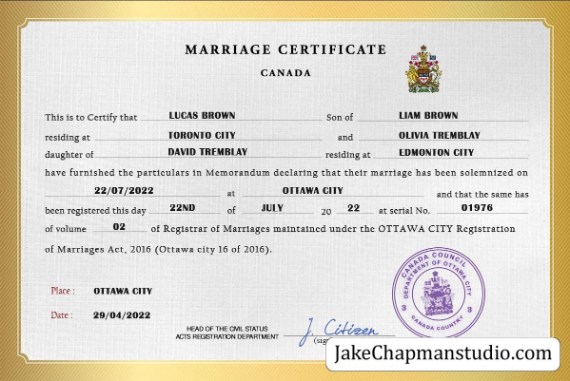 MARRIAGE CERTIFICATE
CANADA
This is to Certify that LUCAS BROWN Son of LIAM BROWN
residing at TORONTO CITY and OLIVIA TREMBLAY
daughter of DAVID TREMBLAY residing at EDMONTON CITY
have furnished the particulars in Memorandum declaring that their marriage has been solemnized on
22/07/2022 at OTTAWA CITY and that the same has
been registered this day 22ND of JULY 20 22 at serial No. 01976
of volume 02 of Registrar of Marriages maintained under the OTTAWA CITY Registration
of Marriages Act, 2016 (Ottawa city 16 of 2016).
CANADA COUNCIL
DEPARTMENT OF OTTAWA CITY
CANADA COUNTRY
Place : OTTAWA CITY
Date : 29/04/2022
HEAD OF THE CIVIL STATUS
ACTS REGISTRATION DEPARTMENT
J. Citizen
JakeChapmanstudio.com